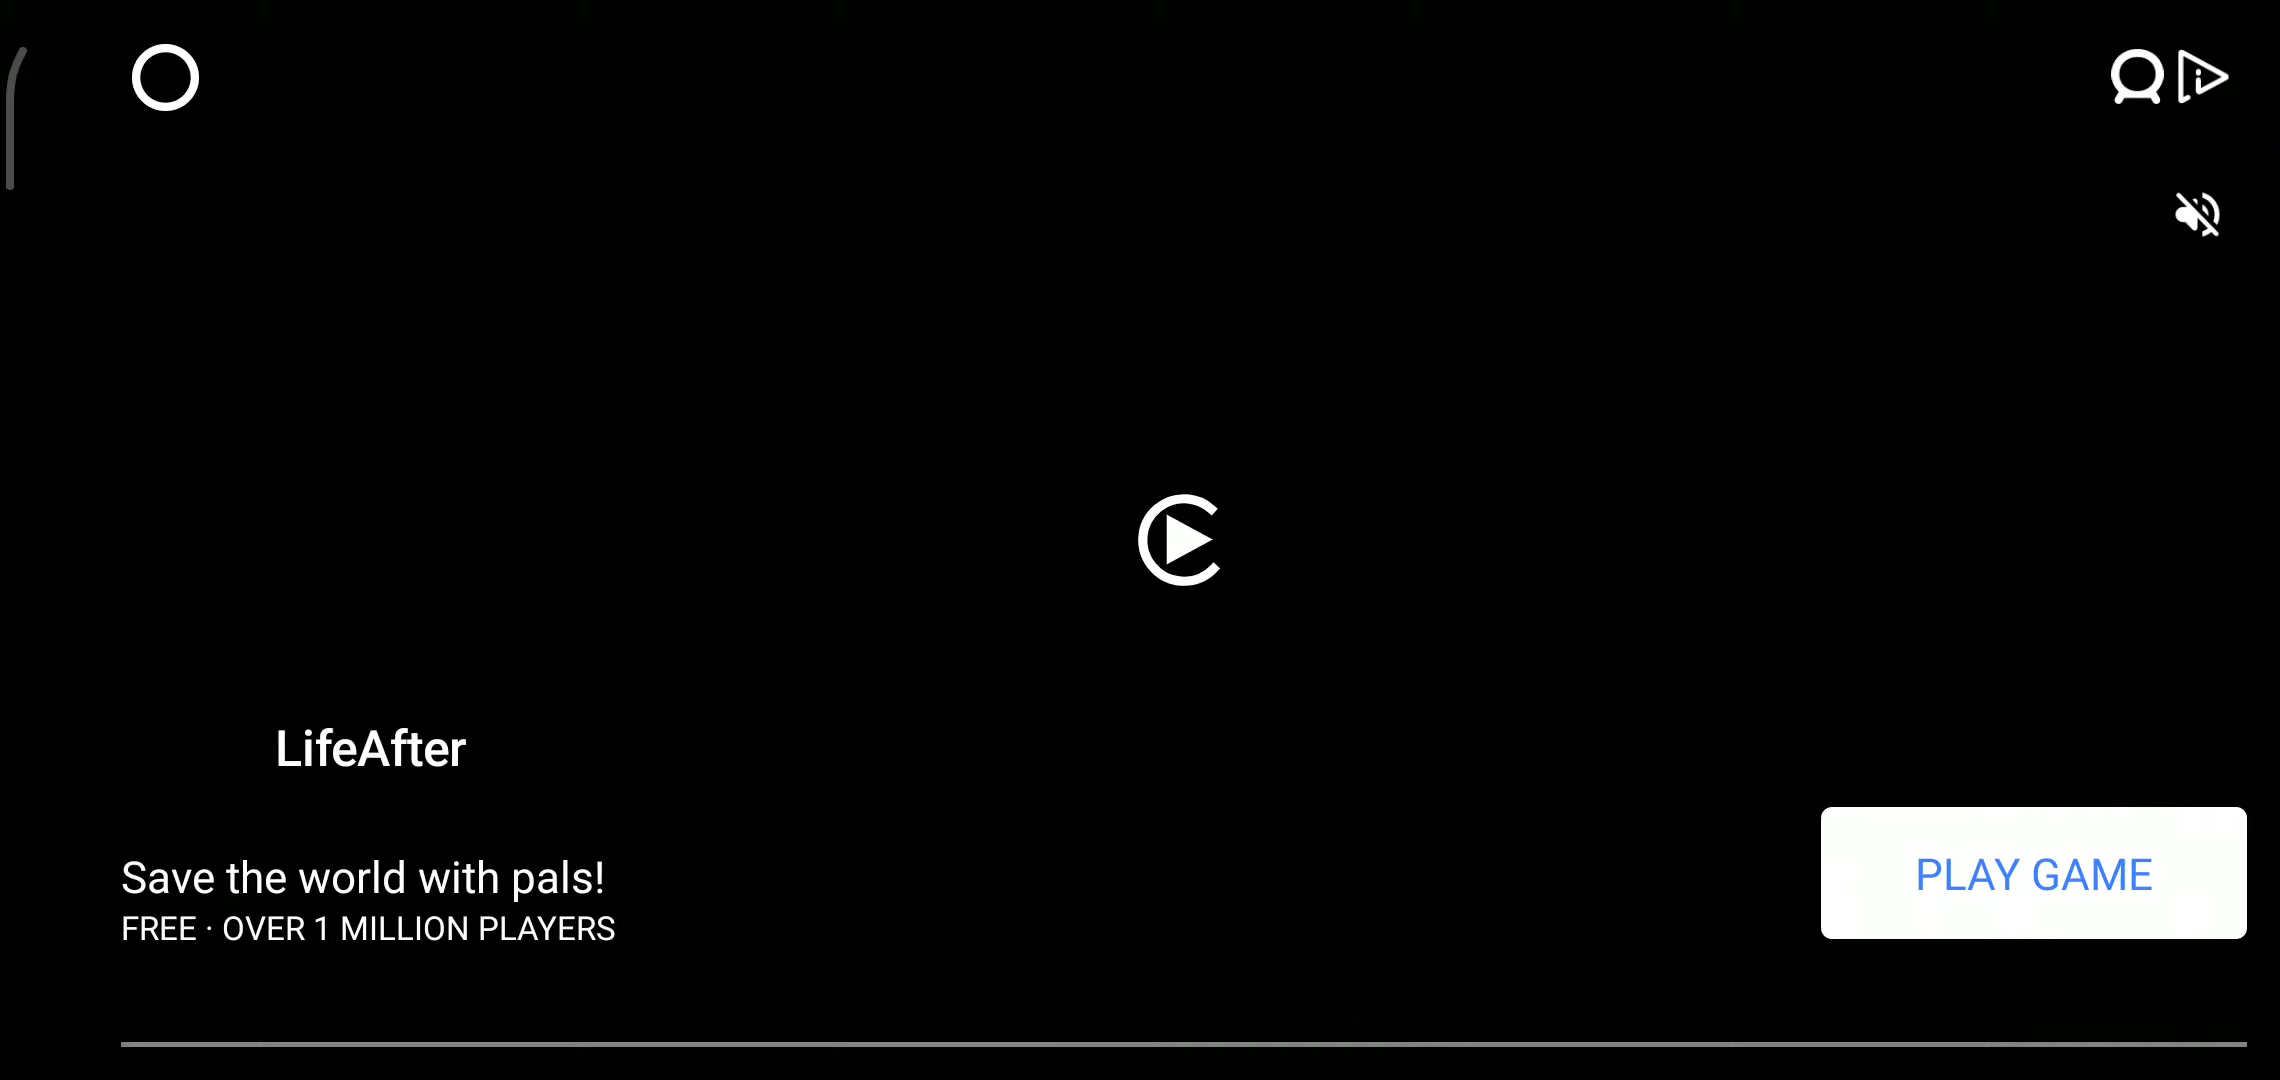 LifeAfter
Save the world with pals!
FREE · OVER 1 MILLION PLAYERS
PLAY GAME